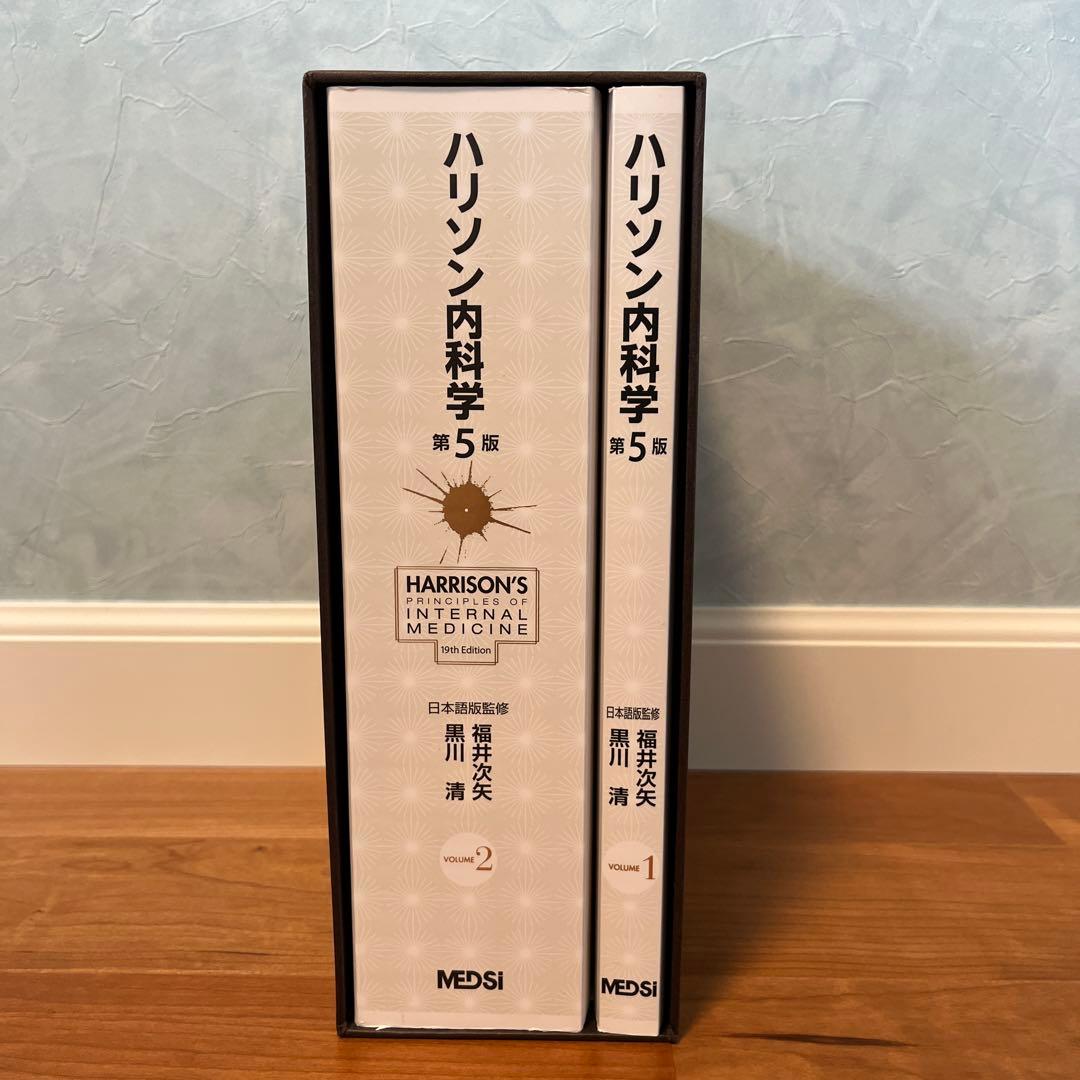 ハリソン内科学
第5版
HARRISON'S
PRINCIPLES OF
INTERNAL
MEDICINE
19th Edition
日本語版監修
福井次矢
黒川 清
VOLUME 2
MEDSi
ハリソン内科学
第5版
日本語版監修
福井次矢
黒川 清
VOLUME 1
MEDSi